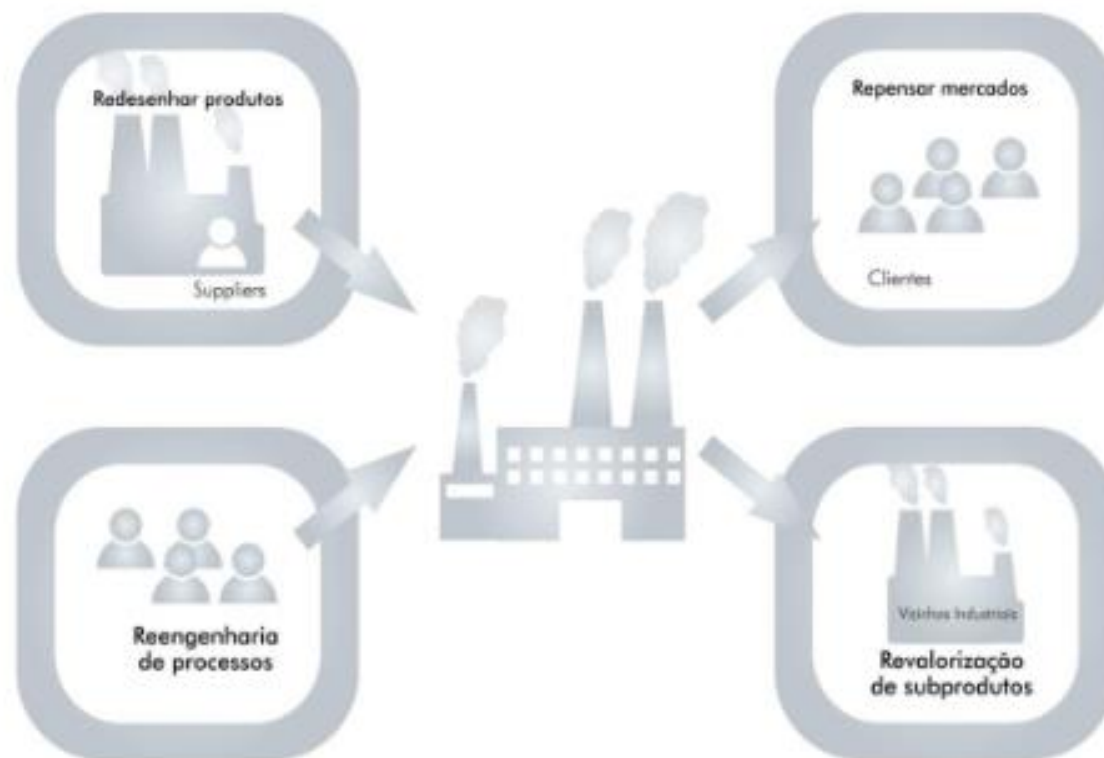 Redesenhar produtos
Suppliers
Repensar mercados
Clientes
Reengenharia
de processos
Vizinhos Industriais
Revalorização
de subprodutos